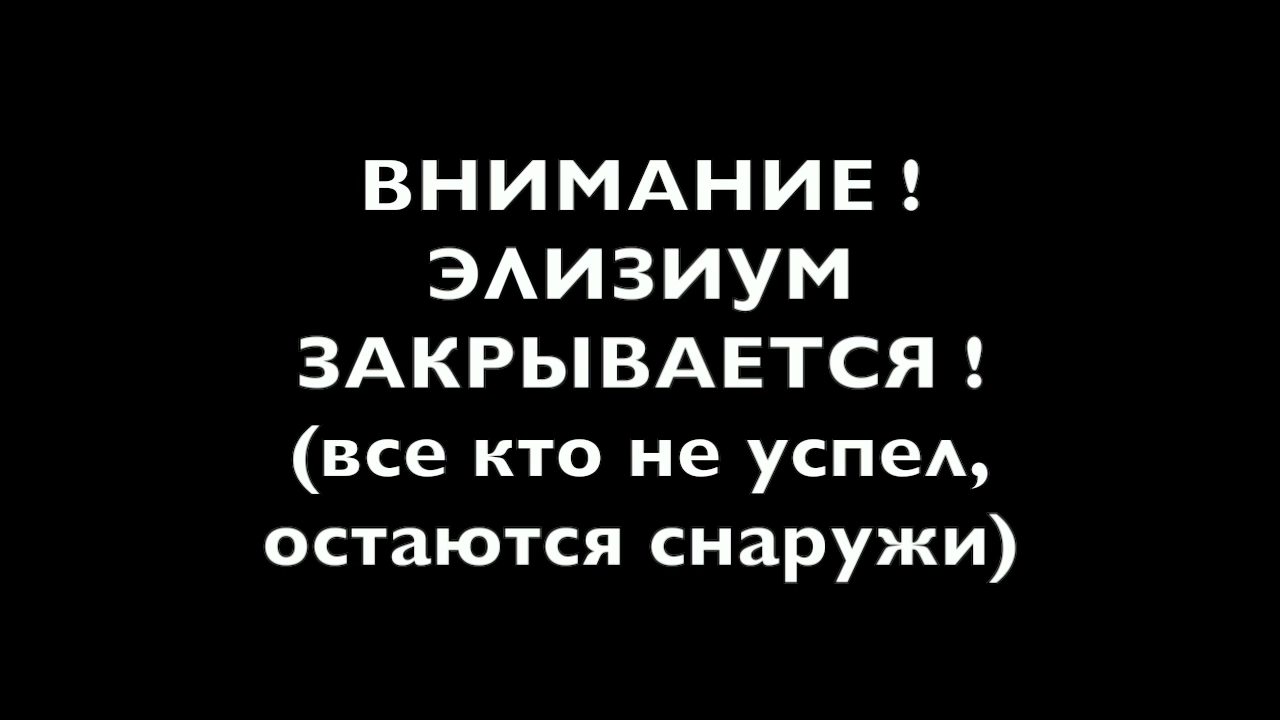 ВНИМАНИЕ !
ЭЛИЗИУМ
ЗАКРЫВАЕТСЯ !
(все кто не успел,
остаются снаружи)